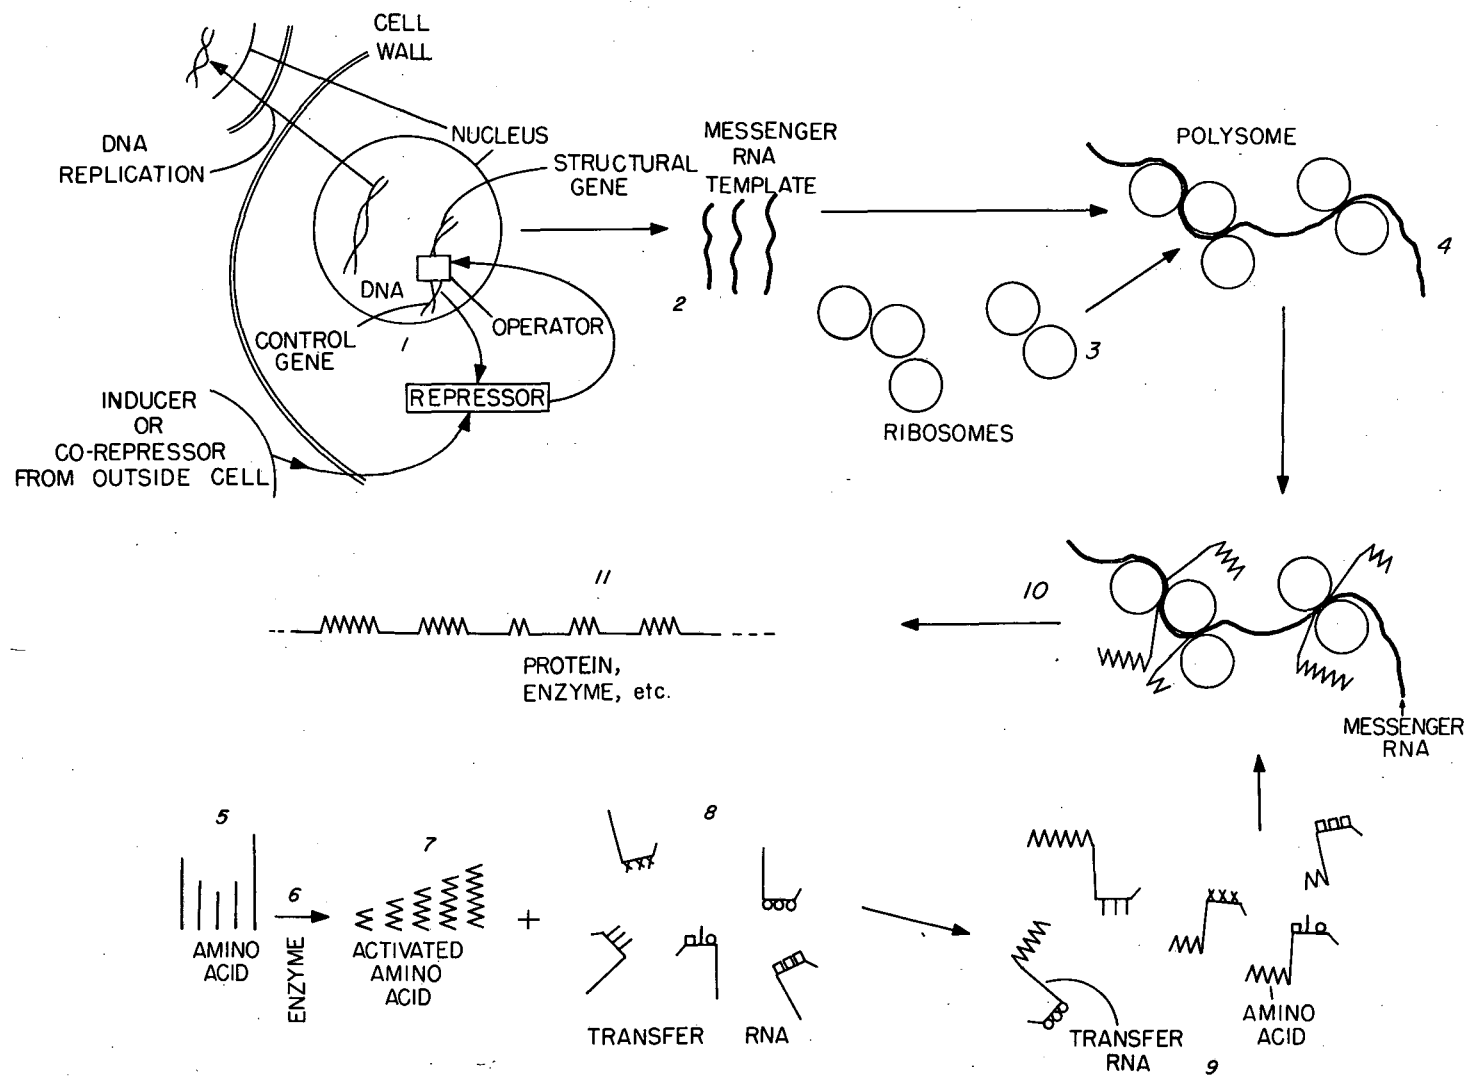 CELL
WALL
DNA
REPLICATION
NUCLEUS
STRUCTURAL
GENE
MESSENGER
RNA
TEMPLATE
POLYSOME
DNA
OPERATOR
CONTROL
GENE
1
2
3
4
REPRESSOR
INDUCER
OR
CO-REPRESSOR
FROM OUTSIDE CELL
RIBOSOMES
11
10
PROTEIN,
ENZYME, etc.
MESSENGER
RNA
5
6
7
8
AMINO
ACID
ENZYME
ACTIVATED
AMINO
ACID
+
TRANSFER RNA
TRANSFER
RNA
9
AMINO
ACID